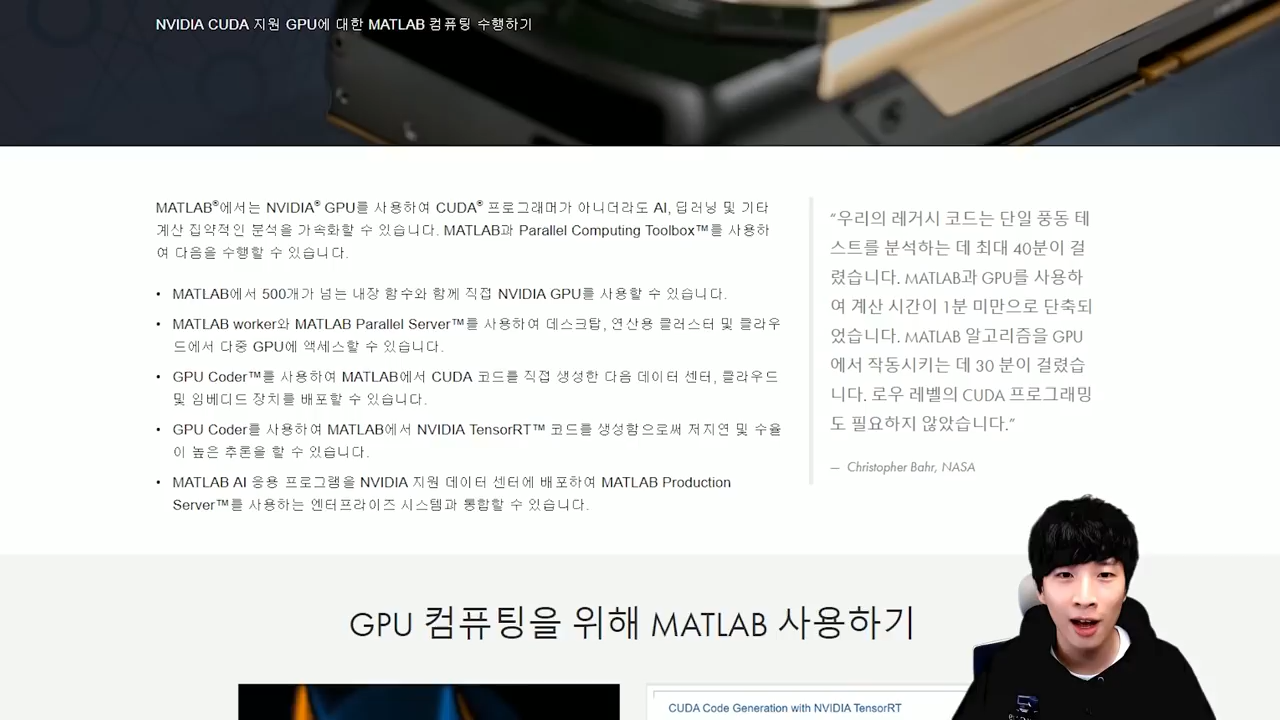 NVIDIA CUDA 지원 GPU에 대한 MATLAB 컴퓨팅 수행하기
MATLAB®에서는 NVIDIA® GPU를 사용하여 CUDA® 프로그래머가 아니더라도 AI, 딥러닝 및 기타
계산 집약적인 분석을 가속화할 수 있습니다. MATLAB과 Parallel Computing Toolbox™를 사용하
여 다음을 수행할 수 있습니다.
• MATLAB에서 500개가 넘는 내장 함수와 함께 직접 NVIDIA GPU를 사용할 수 있습니다.
• MATLAB worker와 MATLAB Parallel Server™를 사용하여 데스크탑, 연산용 클러스터 및 클라우
드에서 다중 GPU에 액세스할 수 있습니다.
• GPU Coder™를 사용하여 MATLAB에서 CUDA 코드를 직접 생성한 다음 데이터 센터, 클라우드
및 임베디드 장치를 배포할 수 있습니다.
• GPU Coder를 사용하여 MATLAB에서 NVIDIA TensorRT™ 코드를 생성함으로써 저지연 및 수율
이 높은 추론을 할 수 있습니다.
• MATLAB AI 응용 프로그램을 NVIDIA 지원 데이터 센터에 배포하여 MATLAB Production
Server™를 사용하는 엔터프라이즈 시스템과 통합할 수 있습니다.
“우리의 레거시 코드는 단일 풍동 테
스트를 분석하는 데 최대 40분이 걸
렸습니다. MATLAB과 GPU를 사용하
여 계산 시간이 1분 미만으로 단축되
었습니다. MATLAB 알고리즘을 GPU
에서 작동시키는 데 30 분이 걸렸습
니다. 로우 레벨의 CUDA 프로그래밍
도 필요하지 않았습니다.”
— Christopher Bahr, NASA
GPU 컴퓨팅을 위해 MATLAB 사용하기
CUDA Code Generation with NVIDIA TensorRT